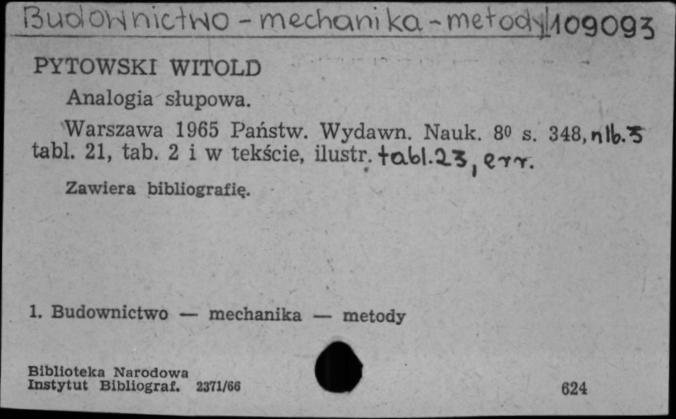 Budownictwo - mechanika - metody 109093
PYTOWSKI WITOLD
Analogia słupowa.
Warszawa 1965 Państw. Wydawn. Nauk. 8⁰ s. 348, nlb. 3
tabl. 21, tab. 2 i w tekście, ilustr. tabl. 23, err.
Zawiera bibliografię.
1. Budownictwo — mechanika — metody
Biblioteka Narodowa
Instytut Bibliograf. 2371/66
624